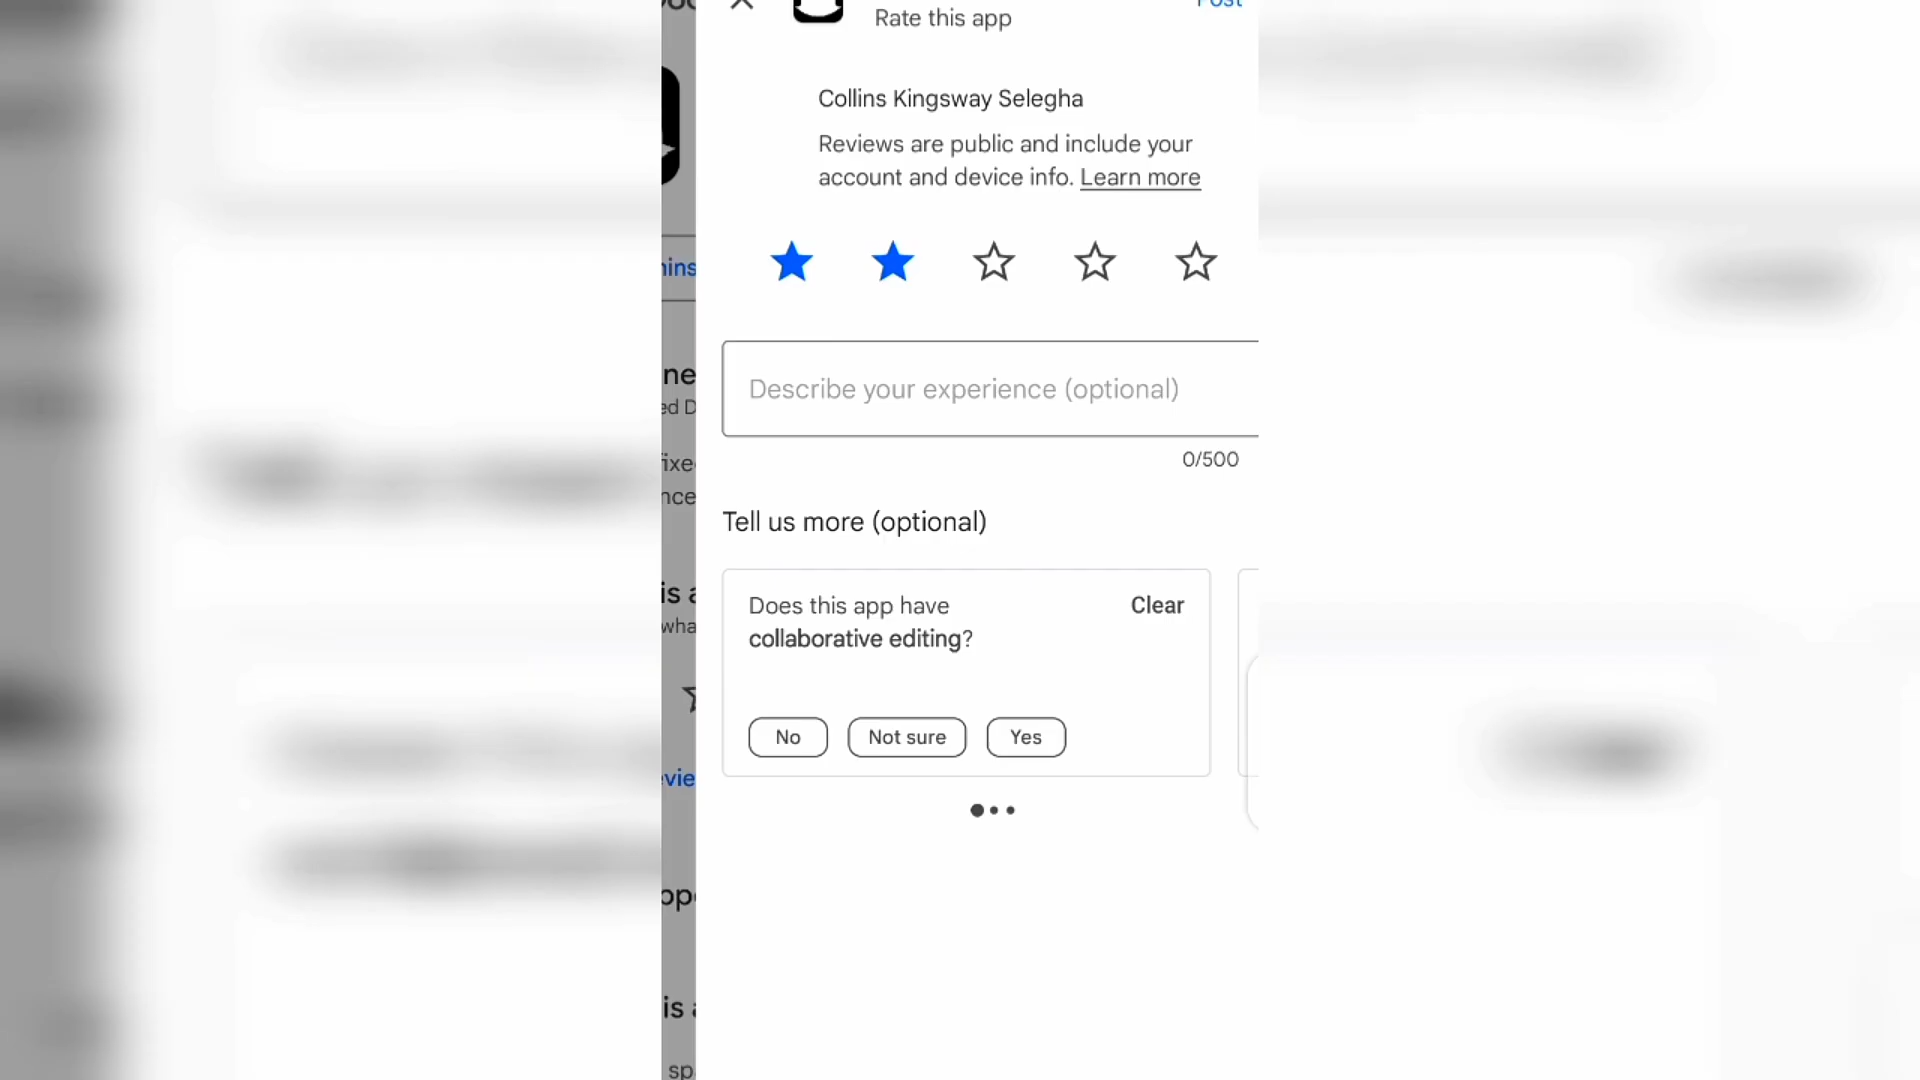 Post
Rate this app
Collins Kingsway Selegha
Reviews are public and include your
account and device info. Learn more
Describe your experience (optional)
0/500
Tell us more (optional)
Does this app have
collaborative editing?
Clear
No
Not sure
Yes